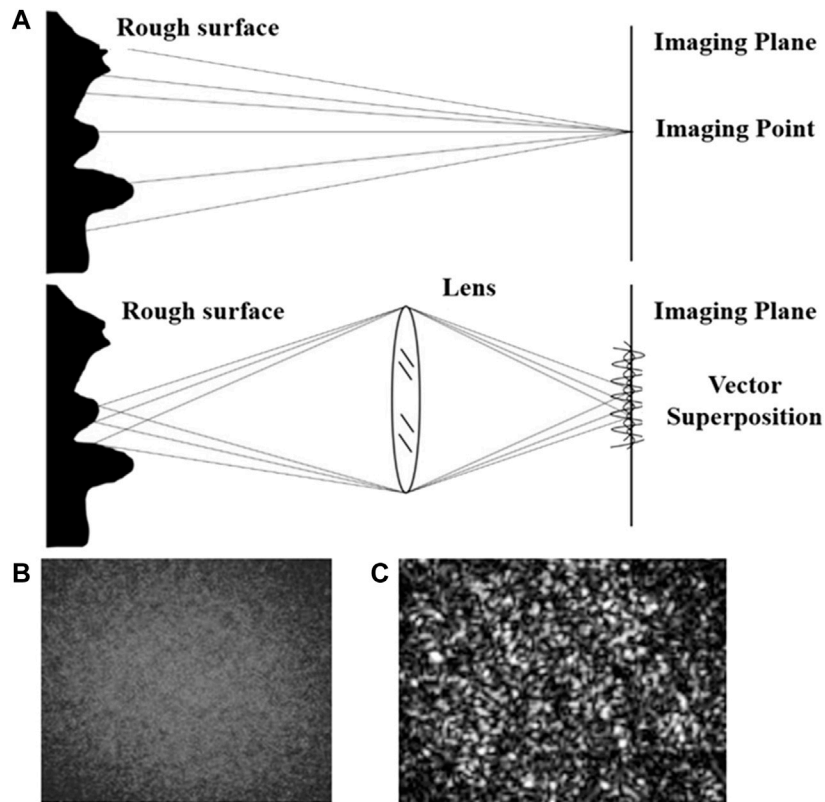 A
Rough surface
Imaging Plane
Imaging Point
Lens
Rough surface
Imaging Plane
Vector
Superposition
B
C